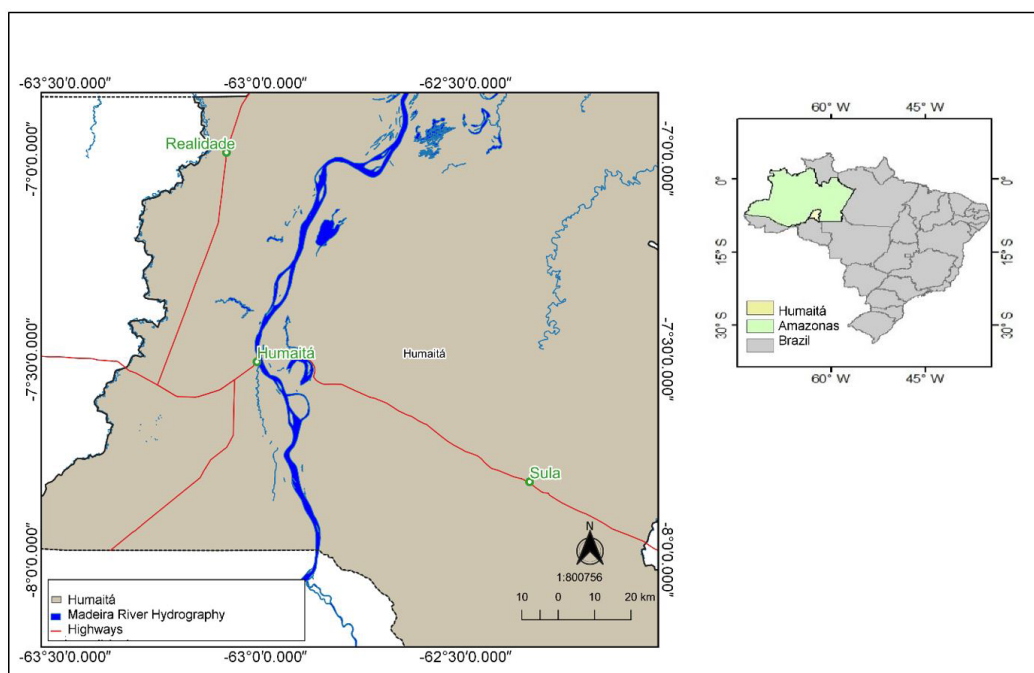 -63°30'0.000"
-63°0'0.000"
-62°30'0.000"
-7°0'0.000"
-7°0'0.000"
Realidade
Humaitá
Humaitá
-7°30'0.000"
7°30'0.000"
Sula
-8°0'0.000"
-8°0'0.000"
N
1:800756
10 0 10 20 km
Humaitá
Madeira River Hydrography
Highways
-63°30'0.000"
-63°0'0.000"
-62°30'0.000"
60° W
45° W
0°
0°
15°S
15°S
30°S
30°S
Humaitá
Amazonas
Brazil
60° W
45° W